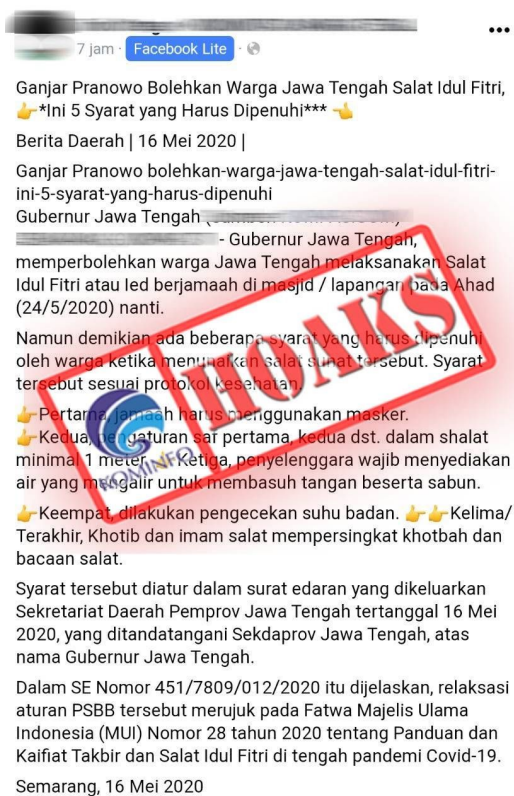 7 jam · Facebook Lite ·
Ganjar Pranowo Bolehkan Warga Jawa Tengah Salat Idul Fitri,
👉*Ini 5 Syarat yang Harus Dipenuhi*** 👈
Berita Daerah | 16 Mei 2020 |
Ganjar Pranowo bolehkan-warga-jawa-tengah-salat-idul-fitri-
ini-5-syarat-yang-harus-dipenuhi
Gubernur Jawa Tengah
- Gubernur Jawa Tengah,
memperbolehkan warga Jawa Tengah melaksanakan Salat
Idul Fitri atau Ied berjamaah di masjid / lapangan pada Ahad
(24/5/2020) nanti.
Namun demikian ada beberapa syarat yang harus dipenuhi
oleh warga ketika menunaikan salat sunat tersebut. Syarat
tersebut sesuai protokol kesehatan,
👉Pertama, jamaah harus menggunakan masker.
👉Kedua, pengaturan saf pertama, kedua dst. dalam shalat
minimal 1 meter. 👉Ketiga, penyelenggara wajib menyediakan
air yang mengalir untuk membasuh tangan beserta sabun.
👉Keempat, dilakukan pengecekan suhu badan. 👉👉Kelima/
Terakhir, Khotib dan imam salat mempersingkat khotbah dan
bacaan salat.
HOAKS
KOMINFO
Syarat tersebut diatur dalam surat edaran yang dikeluarkan
Sekretariat Daerah Pemprov Jawa Tengah tertanggal 16 Mei
2020, yang ditandatangani Sekdaprov Jawa Tengah, atas
nama Gubernur Jawa Tengah.
Dalam SE Nomor 451/7809/012/2020 itu dijelaskan, relaksasi
aturan PSBB tersebut merujuk pada Fatwa Majelis Ulama
Indonesia (MUI) Nomor 28 tahun 2020 tentang Panduan dan
Kaifiat Takbir dan Salat Idul Fitri di tengah pandemi Covid-19.
Semarang, 16 Mei 2020